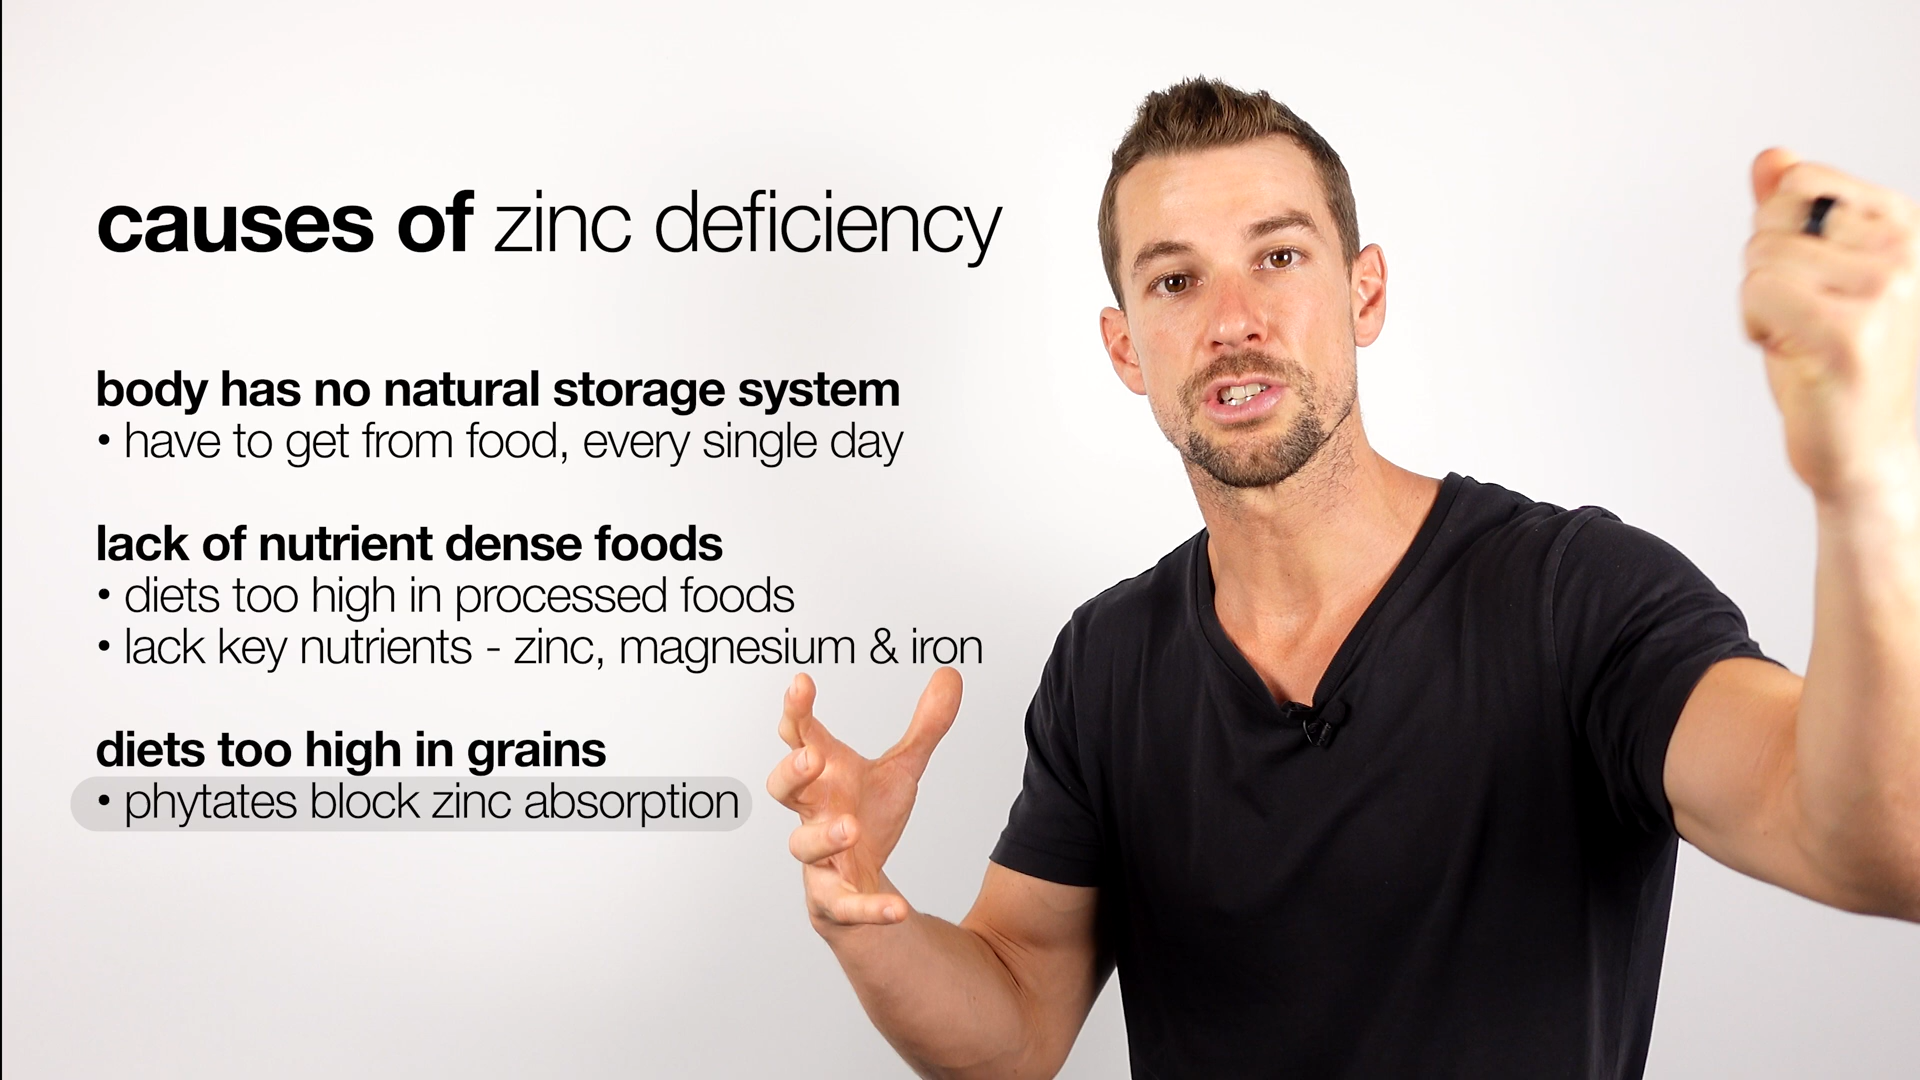 causes of zinc deficiency
body has no natural storage system
• have to get from food, every single day
lack of nutrient dense foods
• diets too high in processed foods
• lack key nutrients - zinc, magnesium & iron
diets too high in grains
• phytates block zinc absorption